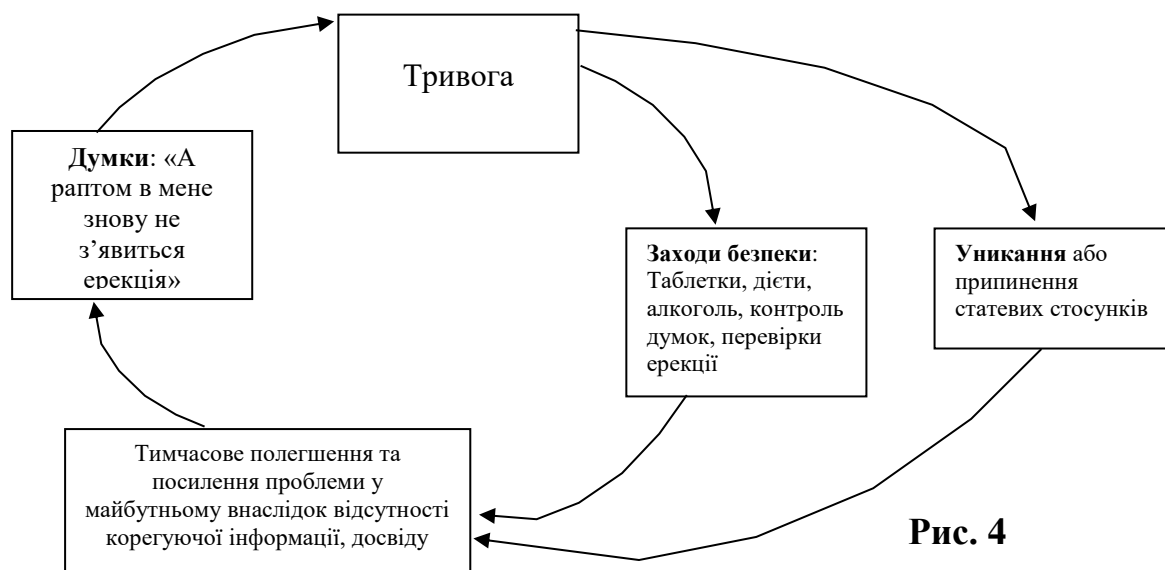 Тривога
Думки: «А
раптом в мене
знову не
з’явиться
ерекція»
Заходи безпеки:
Таблетки, дієти,
алкоголь, контроль
думок, перевірки
ерекції
Уникання або
припинення
статевих стосунків
Тимчасове полегшення та
посилення проблеми у
майбутньому внаслідок відсутності
корегуючої інформації, досвіду
Рис. 4